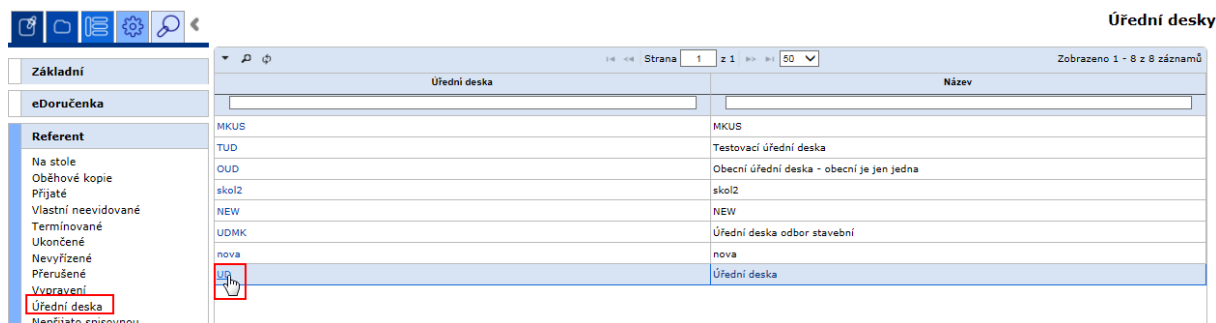 Úřední desky
Základní
eDoručenka
Referent
Na stole
Oběhové kopie
Přijaté
Vlastní neevidované
Termínované
Ukončené
Nevyřízené
Přerušené
Vypravení
Úřední deska
Nepřijato spisovnou
Strana 1 z 1 50 Zobrazeno 1 - 8 z 8 záznamů
Úřední deska Název
MKUS MKUS
TUD Testovací úřední deska
OUD Obecní úřední deska - obecní je jen jedna
skol2 skol2
NEW NEW
UDMK Úřední deska odbor stavební
nova nova
UD Úřední deska